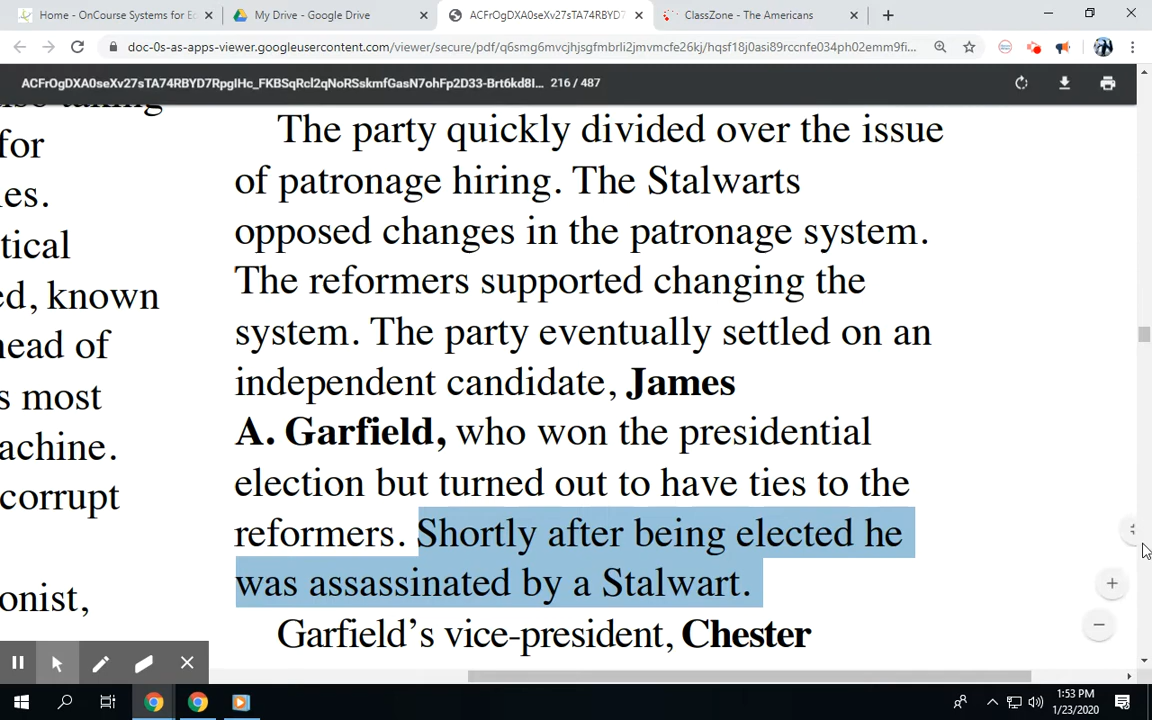 Home - OnCourse Systems for Ed
My Drive - Google Drive
ACFrOgDXA0seXv27sTA74RBYD7
ClassZone - The Americans
doc-0s-as-apps-viewer.googleusercontent.com/viewer/secure/pdf/q6smg6mvcjhjsgfmbrli2jmvmcfe26kj/hqsf18j0asi89rccnfe034ph02emm9fi...
ACFrOgDXA0seXv27sTA74RBYD7RpgIHc_FKBSqRcl2qNoRSskmfGasN7ohFp2D33-Brt6kd8I... 216 / 487
for
es.
tical
ed, known
ead of
s most
achine.
corrupt
onist,
The party quickly divided over the issue
of patronage hiring. The Stalwarts
opposed changes in the patronage system.
The reformers supported changing the
system. The party eventually settled on an
independent candidate, James
A. Garfield, who won the presidential
election but turned out to have ties to the
reformers. Shortly after being elected he
was assassinated by a Stalwart.
Garfield's vice-president, Chester
1:53 PM
1/23/2020